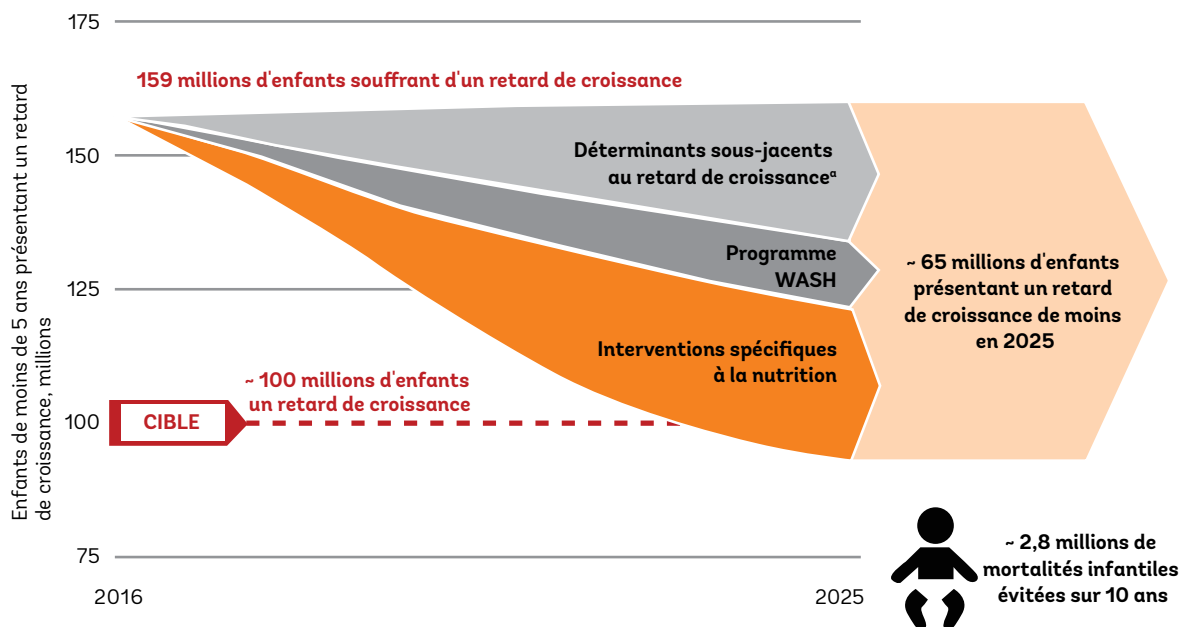 175
159 millions d'enfants souffrant d'un retard de croissance
Enfants de moins de 5 ans présentant un retard
de croissance, millions
150
Déterminants sous-jacents
au retard de croissanceª
Programme
WASH
125
~ 65 millions d'enfants
présentant un retard
de croissance de moins
en 2025
Interventions spécifiques
à la nutrition
~ 100 millions d'enfants
un retard de croissance
100
CIBLE
75
~ 2,8 millions de
mortalités infantiles
évitées sur 10 ans
2016
2025